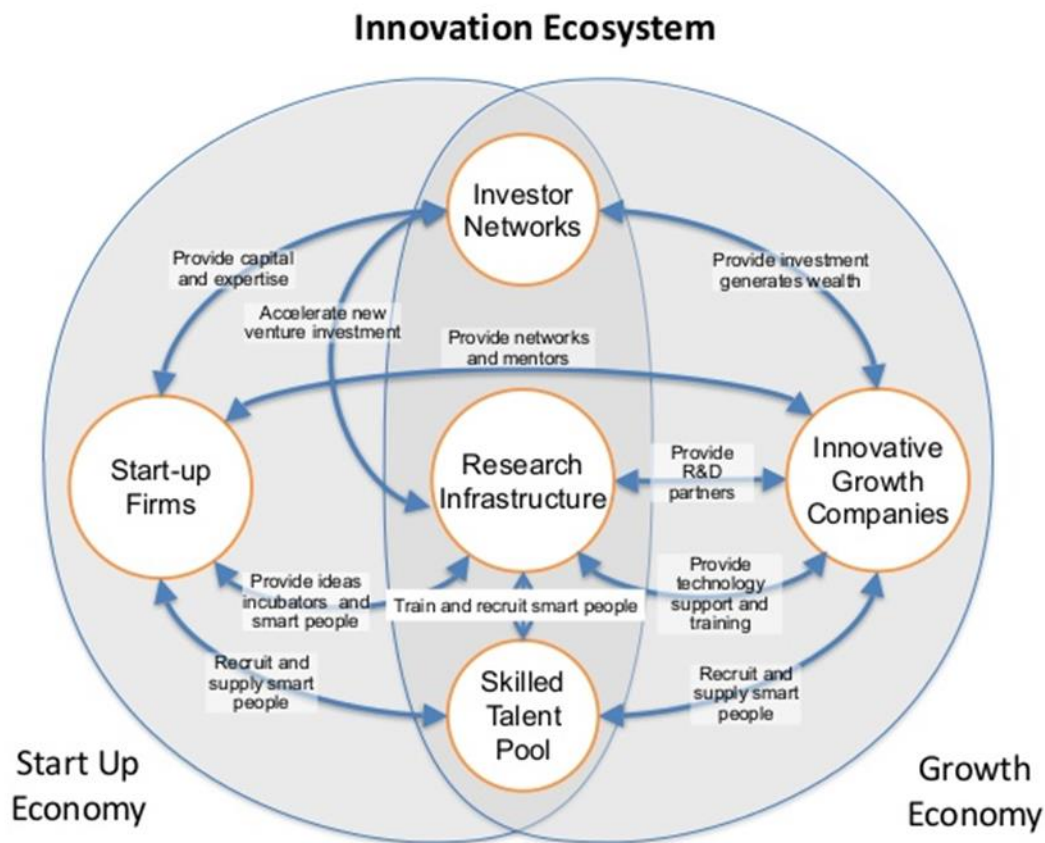 Innovation Ecosystem
Investor
Networks
Provide capital
and expertise
Provide investment
generates wealth
Accelerate new
venture investment
Provide networks
and mentors
Start-up
Firms
Research
Infrastructure
Provide
R&D
partners
Innovative
Growth
Companies
Provide ideas
incubators and
smart people
Train and recruit smart people
Provide
technology
support and
training
Recruit and
supply smart
people
Skilled
Talent
Pool
Recruit and
supply smart
people
Start Up
Economy
Growth
Economy